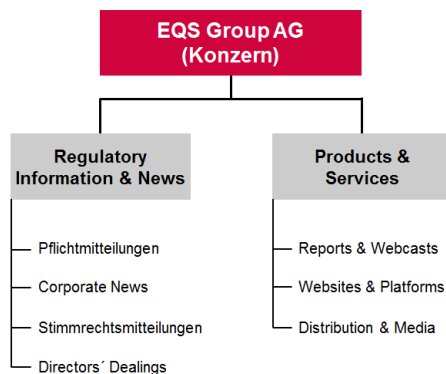 EQS Group AG
(Konzern)
Regulatory
Information & News
Pflichtmitteilungen
Corporate News
Stimmrechtsmitteilungen
Directors´ Dealings
Products &
Services
Reports & Webcasts
Websites & Platforms
Distribution & Media